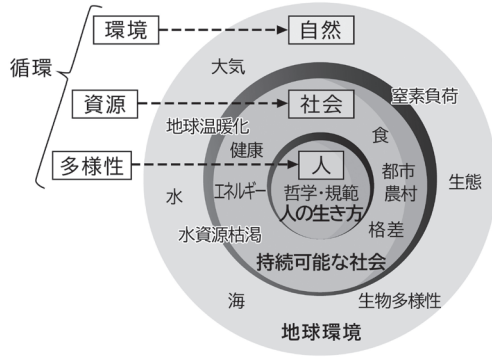 環境
自然
循環
大気
資源
社会
窒素負荷
地球温暖化
食
健康
多様性
人
都市
農村
水
エネルギー
哲学・規範
人の生き方
生態
水資源枯渇
格差
持続可能な社会
海
生物多様性
地球環境